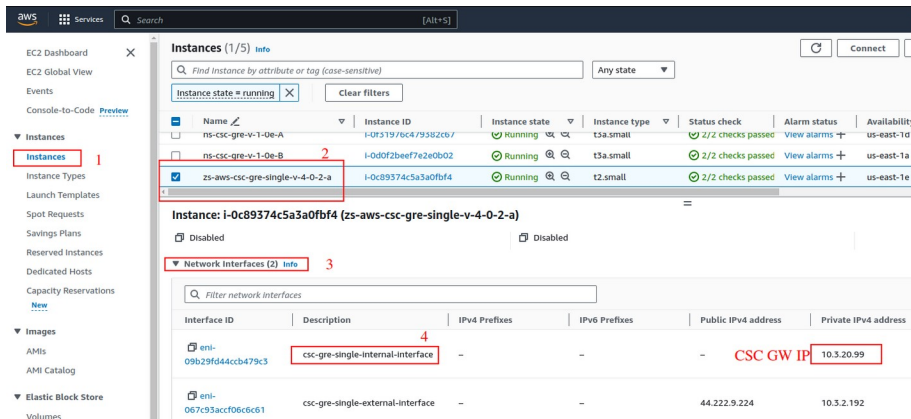 aws Services Search [Alt+S]
EC2 Dashboard
EC2 Global View
Events
Console-to-Code Preview
Instances
Instances 1
Instance Types
Launch Templates
Spot Requests
Savings Plans
Reserved Instances
Dedicated Hosts
Capacity Reservations
New
Images
AMIs
AMI Catalog
Elastic Block Store
Volumes
Instances (1/5) Info
Connect
Find Instance by attribute or tag (case-sensitive)
Any state
Instance state = running
Clear filters
Name Instance ID Instance state Instance type Status check Alarm status Availability
ns-csc-gre-v-1-0e-A i-0f31976c479382c67 Running t3a.small 2/2 checks passed View alarms + us-east-1d
2
ns-csc-gre-v-1-0e-B i-0d0f2beef7e2e0b02 Running t3a.small 2/2 checks passed View alarms + us-east-1a
zs-aws-csc-gre-single-v-4-0-2-a i-0c89374c5a3a0fbf4 Running t2.small 2/2 checks passed View alarms + us-east-1e
Instance: i-0c89374c5a3a0fbf4 (zs-aws-csc-gre-single-v-4-0-2-a)
Disabled Disabled
Network Interfaces (2) Info 3
Filter network interfaces
Interface ID Description IPv4 Prefixes IPv6 Prefixes Public IPv4 address Private IPv4 address
4
eni-
09b29fd44ccb479c3 csc-gre-single-internal-interface – – – CSC GW IP 10.3.20.99
eni-
067c93accf06c6c61 csc-gre-single-external-interface – – 44.222.9.224 10.3.2.192